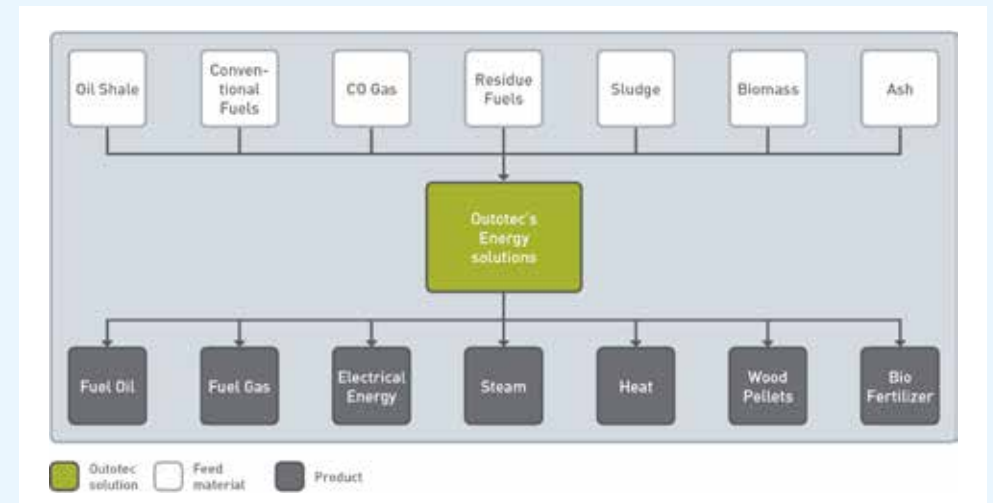 Oil Shale
Conven-
tional
Fuels
CO Gas
Residue
Fuels
Sludge
Biomass
Ash
Outotec's
Energy
solutions
Fuel Oil
Fuel Gas
Electrical
Energy
Steam
Heat
Wood
Pellets
Bio
Fertilizer
Outotec
solution
Feed
material
Product